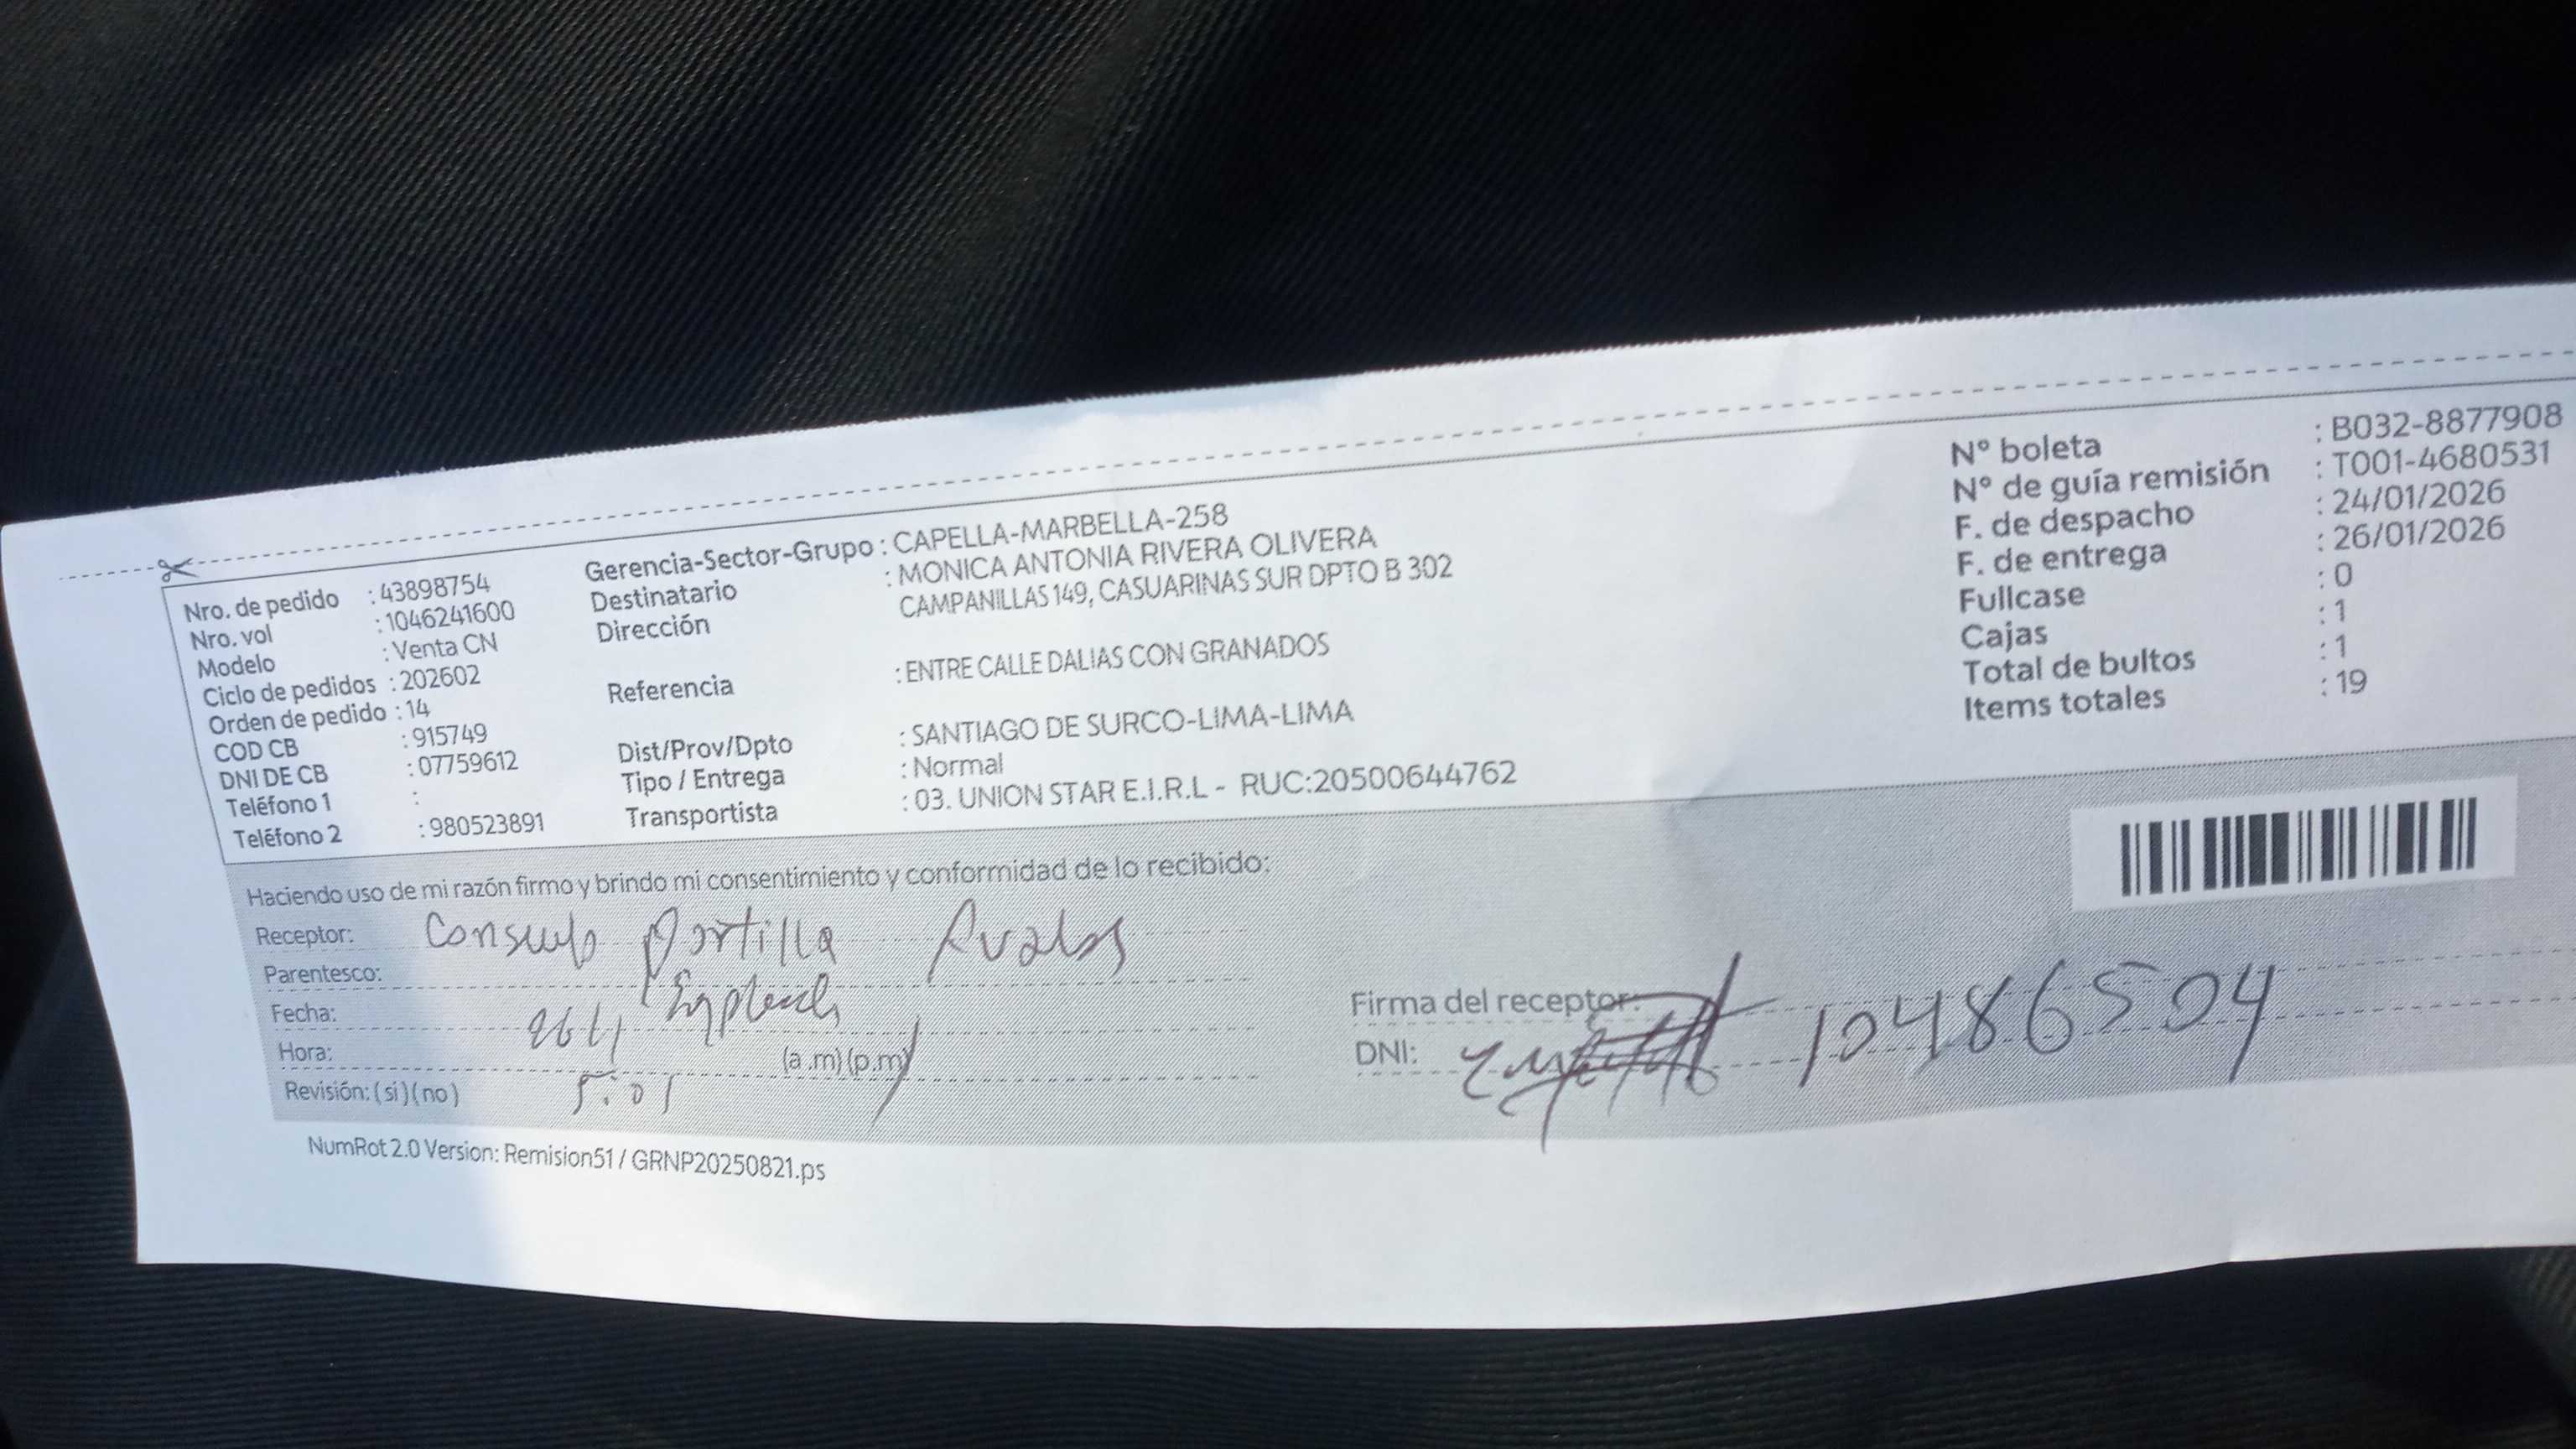 Nro. de pedido : 43898754
Nro. vol : 1046241600
Modelo : Venta CN
Ciclo de pedidos : 202602
Orden de pedido : 14
COD CB : 915749
DNI DE CB : 07759612
Teléfono 1 :
Teléfono 2 : 980523891
Gerencia-Sector-Grupo : CAPELLA-MARBELLA-258
Destinatario : MONICA ANTONIA RIVERA OLIVERA
Dirección CAMPANILLAS 149, CASUARINAS SUR DPTO B 302
Referencia : ENTRE CALLE DALIAS CON GRANADOS
Dist/Prov/Dpto : SANTIAGO DE SURCO-LIMA-LIMA
Tipo / Entrega : Normal
Transportista : 03. UNION STAR E.I.R.L - RUC:20500644762
N° boleta : B032-8877908
N° de guía remisión : T001-4680531
F. de despacho : 24/01/2026
F. de entrega : 26/01/2026
Fullcase : 0
Cajas : 1
Total de bultos : 1
Items totales : 19
Haciendo uso de mi razón firmo y brindo mi consentimiento y conformidad de lo recibido:
Receptor: Consuelo Portilla Avalos
Parentesco:
Fecha:
Hora: 5:01 (a.m) (p.m)
Revisión: (si) (no)
Firma del receptor:
DNI: 10486504
NumRot 2.0 Version: Remision51 / GRNP20250821.ps